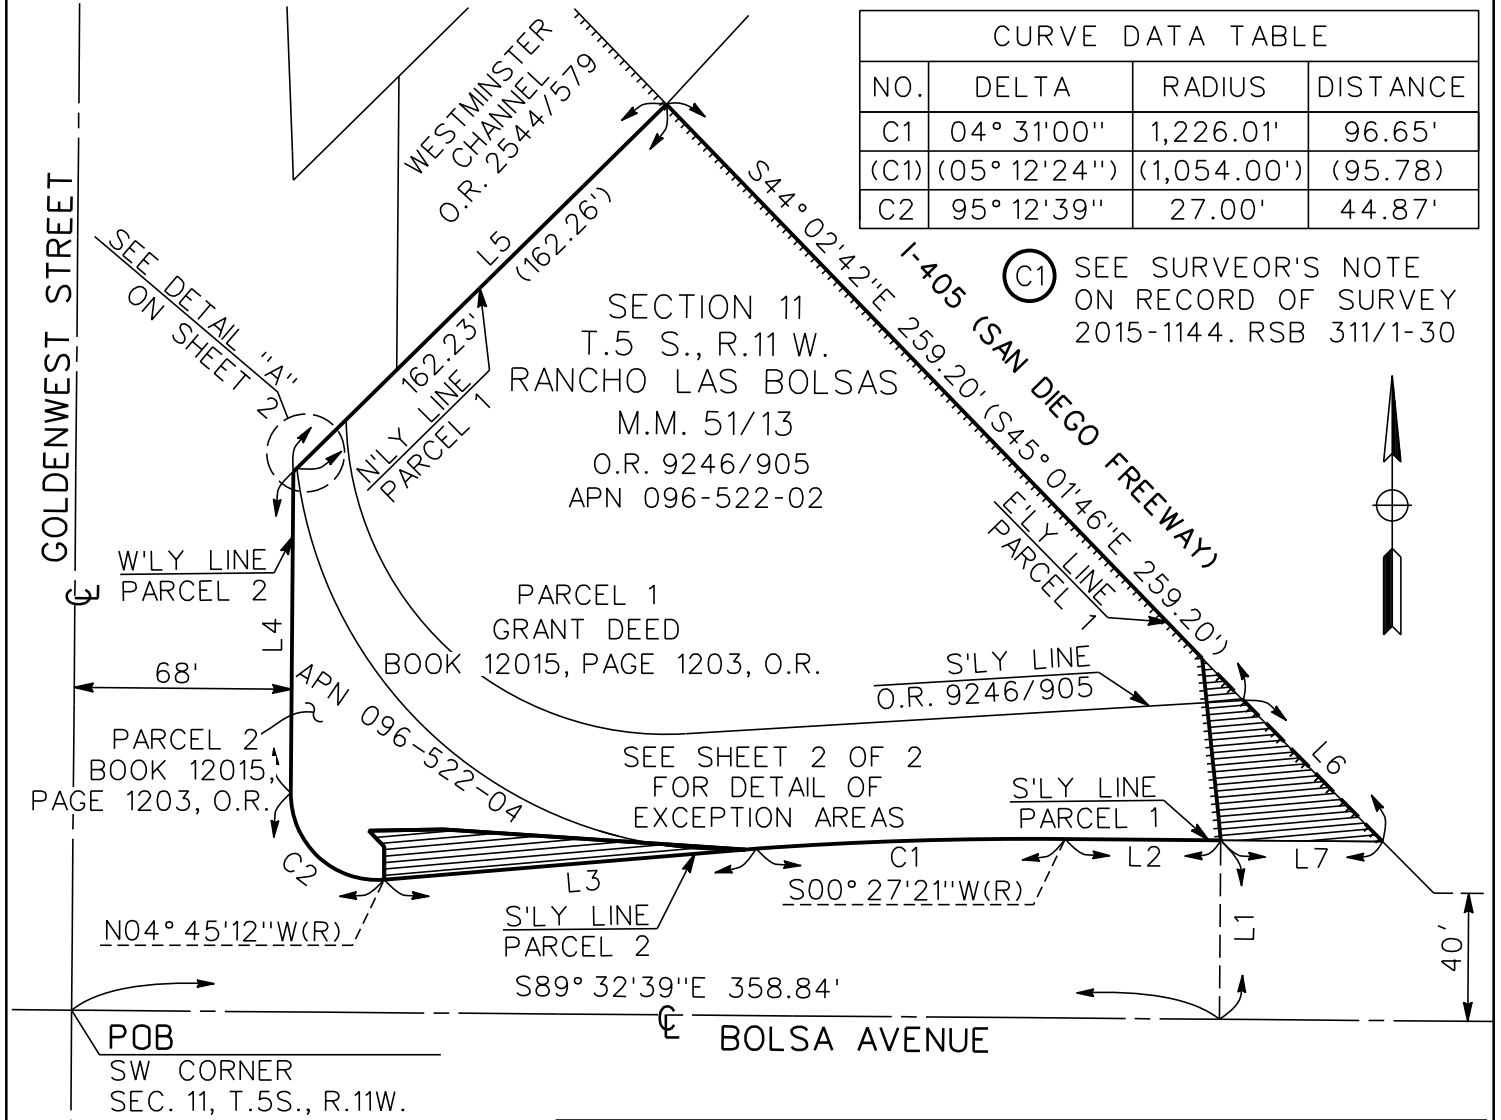 CURVE DATA TABLE
NO. DELTA RADIUS DISTANCE
C1 04°31'00" 1,226.01' 96.65'
(C1) (05°12'24") (1,054.00') (95.78)
C2 95°12'39" 27.00' 44.87'
C1 SEE SURVEOR'S NOTE
ON RECORD OF SURVEY
2015-1144. RSB 311/1-30
WESTMINSTER
CHANNEL
O.R. 2544/579
GOLDENWEST STREET
SEE DETAIL "A"
ON SHEET 2
L5
(162.26')
162.23'
N'LY LINE
PARCEL 1
S44°02'42"E 259.20' (S45°01'46"E 259.20')
I-405 (SAN DIEGO FREEWAY)
SECTION 11
T.5 S., R.11 W.
RANCHO LAS BOLSAS
M.M. 51/13
O.R. 9246/905
APN 096-522-02
E'LY LINE
PARCEL 1
W'LY LINE
PARCEL 2
℄
L4
68'
PARCEL 1
GRANT DEED
BOOK 12015, PAGE 1203, O.R.
S'LY LINE
O.R. 9246/905
APN 096-522-04
PARCEL 2
BOOK 12015,
PAGE 1203, O.R.
SEE SHEET 2 OF 2
FOR DETAIL OF
EXCEPTION AREAS
S'LY LINE
PARCEL 1
L6
C2
L3
C1
L2
L7
S00°27'21"W(R)
N04°45'12"W(R)
S'LY LINE
PARCEL 2
L1
40'
S89°32'39"E 358.84'
℄ BOLSA AVENUE
POB
SW CORNER
SEC. 11, T.5S., R.11W.